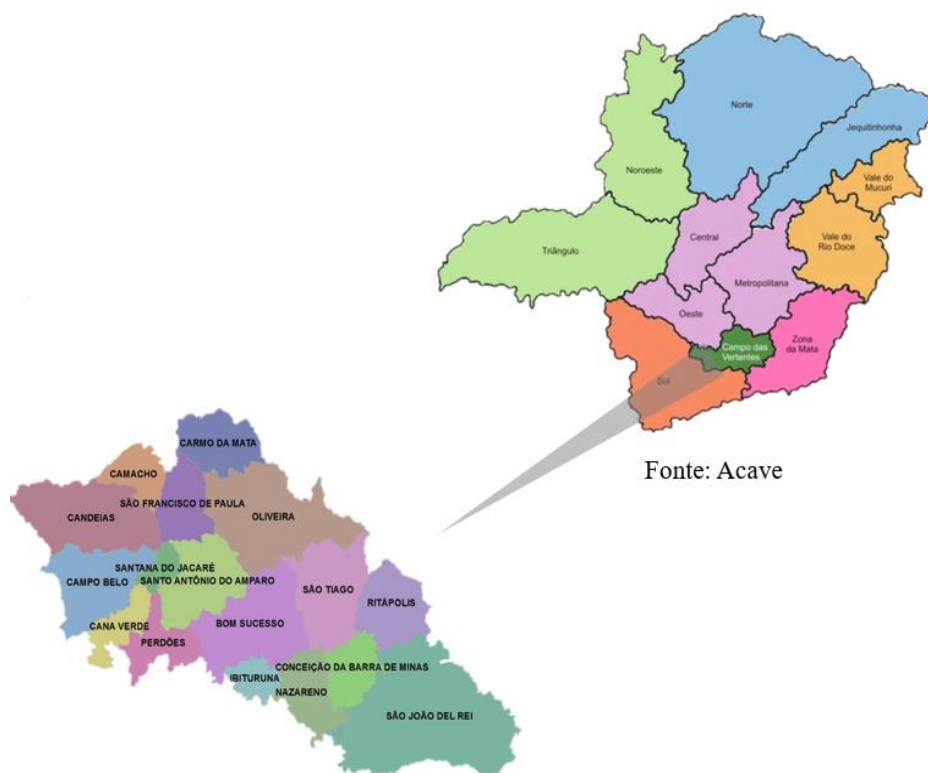 Norte
Jequitinhonha
Noroeste
Vale do
Mucuri
Central
Vale do
Rio Doce
Triângulo
Metropolitana
Oeste
Campo das
Vertentes
Zona
da Mata
Sul
Fonte: Acave
CARMO DA MATA
CAMACHO
SÃO FRANCISCO DE PAULA
CANDEIAS
OLIVEIRA
SANTANA DO JACARÉ
CAMPO BELO
SANTO ANTÔNIO DO AMPARO
SÃO TIAGO
RITÁPOLIS
CANA VERDE
BOM SUCESSO
PERDÕES
CONCEIÇÃO DA BARRA DE MINAS
IBITURUNA
NAZARENO
SÃO JOÃO DEL REI